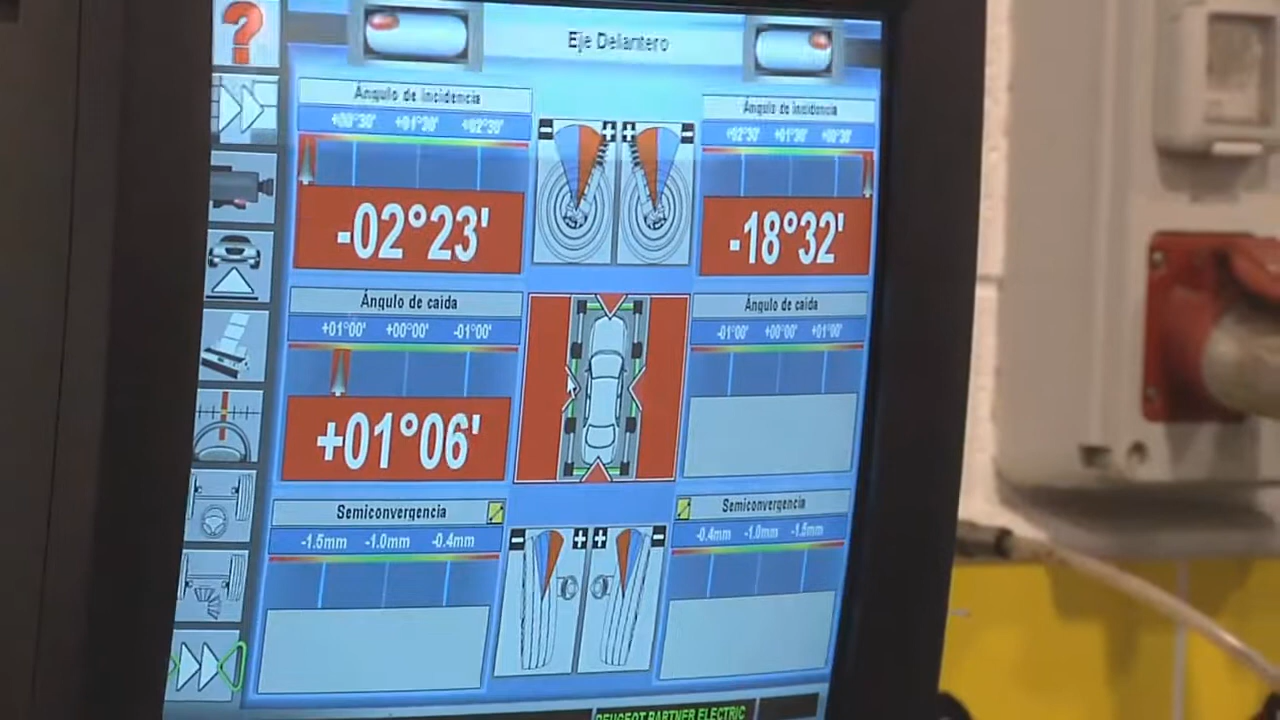 Eje Delantero
Ángulo de incidencia
+00°30' +01°30' +02°30'
-02°23'
Ángulo de incidencia
+02°30' +01°30' +00°30'
-18°32'
Ángulo de caida
+01°00' +00°00' -01°00'
+01°06'
Ángulo de caida
-01°00' +00°00' +01°00'
Semiconvergencia
-1.5mm -1.0mm -0.4mm
Semiconvergencia
-0.4mm -1.0mm -1.5mm
PEUGEOT PARTNER ELECTRIC